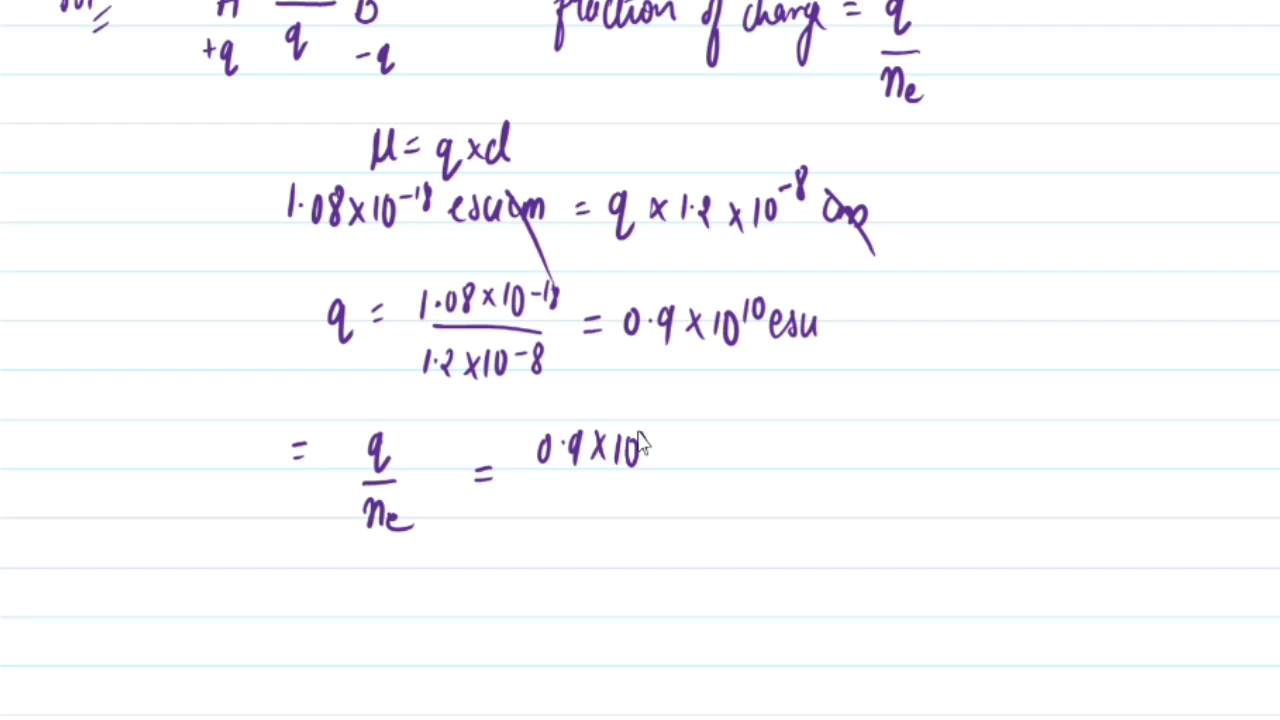 A B fraction of charge = q
+q q -q
ne
μ = q×d
1.08×10⁻¹⁸ esu cm = q × 1.2 × 10⁻⁸ cm
q = 1.08×10⁻¹⁸ = 0.9 × 10¹⁰ esu
1.2×10⁻⁸
= q = 0.9×10
ne